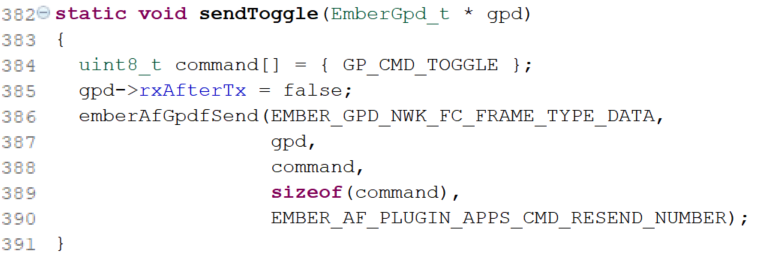 382 static void sendToggle(EmberGpd_t * gpd)
383 {
384   uint8_t command[] = { GP_CMD_TOGGLE };
385   gpd->rxAfterTx = false;
386   emberAfGpdfSend(EMBER_GPD_NWK_FC_FRAME_TYPE_DATA,
387                   gpd,
388                   command,
389                   sizeof(command),
390                   EMBER_AF_PLUGIN_APPS_CMD_RESEND_NUMBER);
391 }